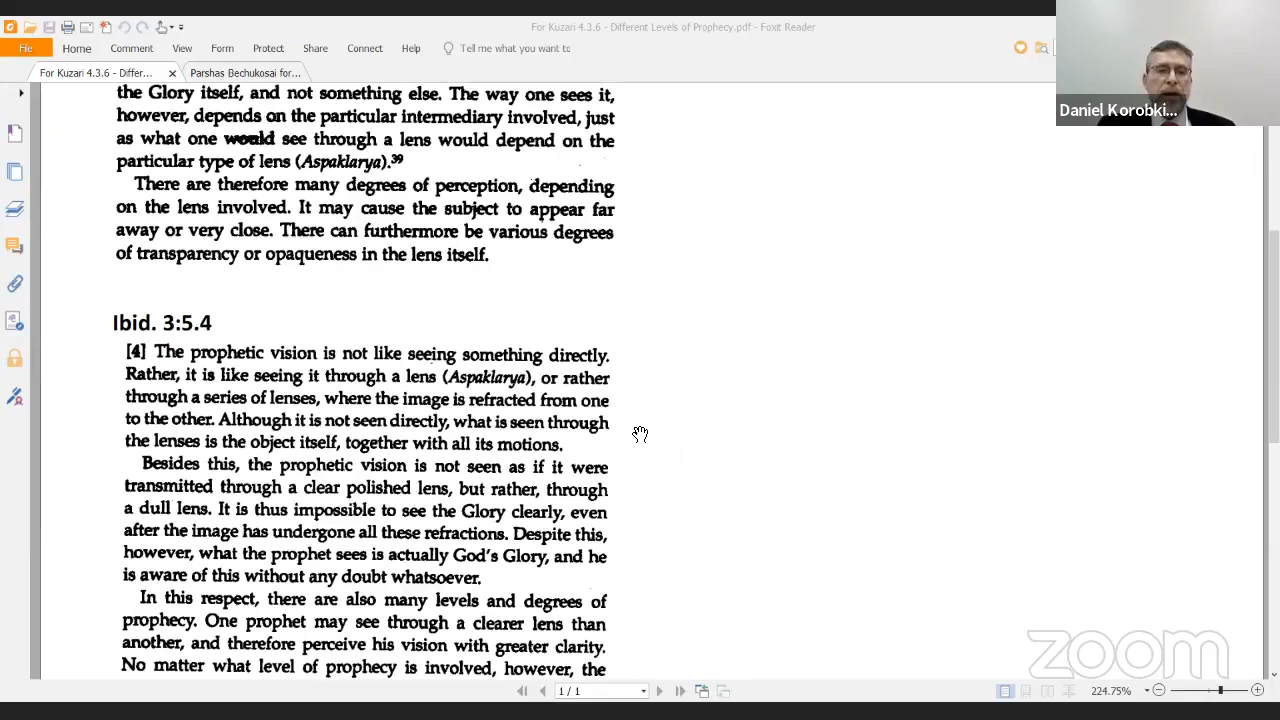 For Kuzari 4.3.6 - Different Levels of Prophecy.pdf - Foxit Reader
File Home Comment View Form Protect Share Connect Help Tell me what you want to
For Kuzari 4.3.6 - Differ... Parshas Bechukosai for...
Daniel Korobki...
the Glory itself, and not something else. The way one sees it,
however, depends on the particular intermediary involved, just
as what one would see through a lens would depend on the
particular type of lens (Aspaklarya).39
There are therefore many degrees of perception, depending
on the lens involved. It may cause the subject to appear far
away or very close. There can furthermore be various degrees
of transparency or opaqueness in the lens itself.
Ibid. 3:5.4
[4] The prophetic vision is not like seeing something directly.
Rather, it is like seeing it through a lens (Aspaklarya), or rather
through a series of lenses, where the image is refracted from one
to the other. Although it is not seen directly, what is seen through
the lenses is the object itself, together with all its motions.
Besides this, the prophetic vision is not seen as if it were
transmitted through a clear polished lens, but rather, through
a dull lens. It is thus impossible to see the Glory clearly, even
after the image has undergone all these refractions. Despite this,
however, what the prophet sees is actually God's Glory, and he
is aware of this without any doubt whatsoever.
In this respect, there are also many levels and degrees of
prophecy. One prophet may see through a clearer lens than
another, and therefore perceive his vision with greater clarity.
No matter what level of prophecy is involved, however, the
zoom
1 / 1
224.75%